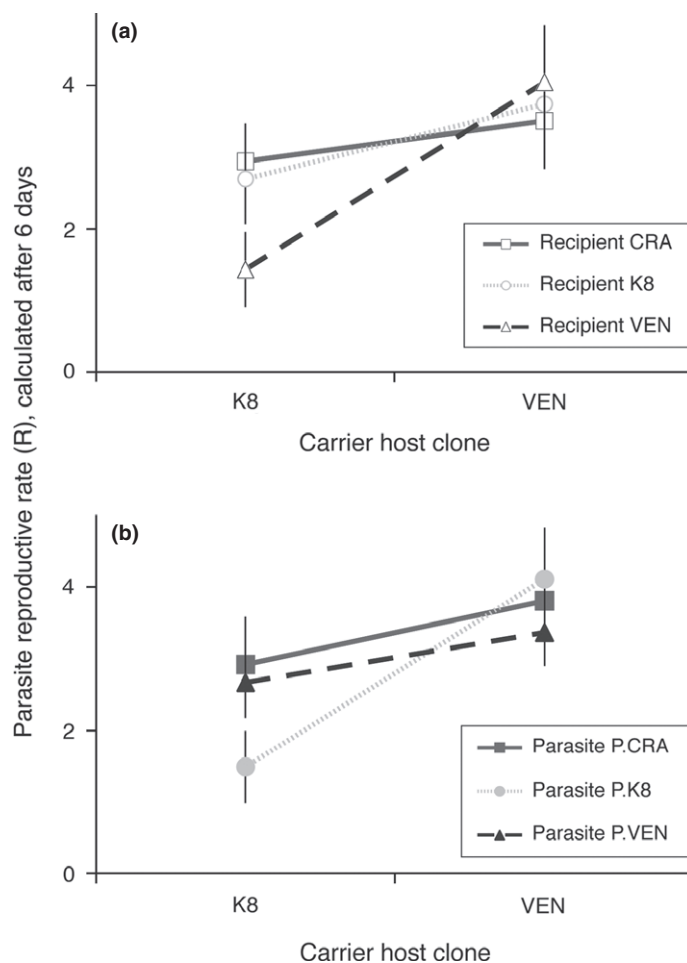 Parasite reproductive rate (R), calculated after 6 days
(a)
4
2
0
Recipient CRA
Recipient K8
Recipient VEN
K8
VEN
Carrier host clone
(b)
4
2
0
Parasite P.CRA
Parasite P.K8
Parasite P.VEN
K8
VEN
Carrier host clone